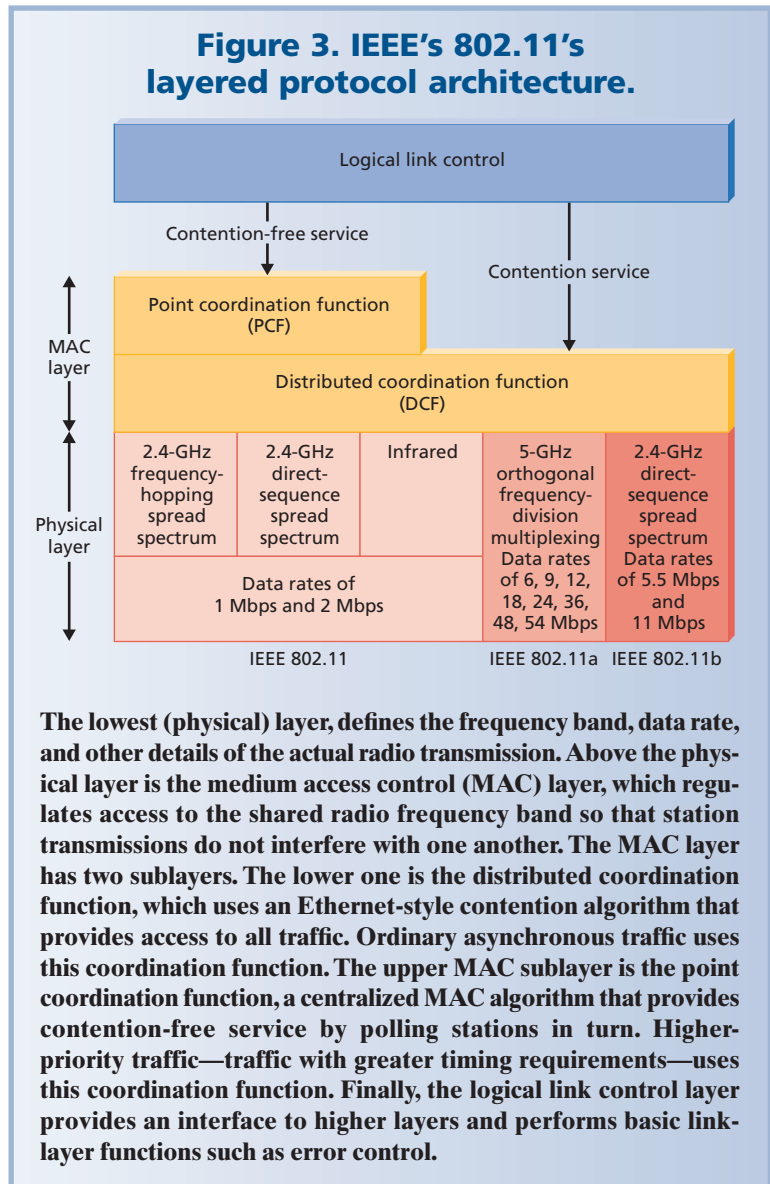 Figure 3. IEEE's 802.11's
layered protocol architecture.
Logical link control
Contention-free service
Contention service
Point coordination function
(PCF)
MAC
layer
Distributed coordination function
(DCF)
Physical
layer
2.4-GHz
frequency-
hopping
spread
spectrum
2.4-GHz
direct-
sequence
spread
spectrum
Infrared
Data rates of
1 Mbps and 2 Mbps
5-GHz
orthogonal
frequency-
division
multiplexing
Data rates
of 6, 9, 12,
18, 24, 36,
48, 54 Mbps
2.4-GHz
direct-
sequence
spread
spectrum
Data rates
of 5.5 Mbps
and
11 Mbps
IEEE 802.11
IEEE 802.11a
IEEE 802.11b
The lowest (physical) layer, defines the frequency band, data rate,
and other details of the actual radio transmission. Above the phys-
ical layer is the medium access control (MAC) layer, which regu-
lates access to the shared radio frequency band so that station
transmissions do not interfere with one another. The MAC layer
has two sublayers. The lower one is the distributed coordination
function, which uses an Ethernet-style contention algorithm that
provides access to all traffic. Ordinary asynchronous traffic uses
this coordination function. The upper MAC sublayer is the point
coordination function, a centralized MAC algorithm that provides
contention-free service by polling stations in turn. Higher-
priority traffic—traffic with greater timing requirements—uses
this coordination function. Finally, the logical link control layer
provides an interface to higher layers and performs basic link-
layer functions such as error control.